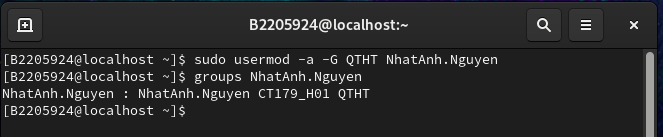 B2205924@localhost:~
[B2205924@localhost ~]$ sudo usermod -a -G QTHT NhatAnh.Nguyen
[B2205924@localhost ~]$ groups NhatAnh.Nguyen
NhatAnh.Nguyen : NhatAnh.Nguyen CT179_H01 QTHT
[B2205924@localhost ~]$